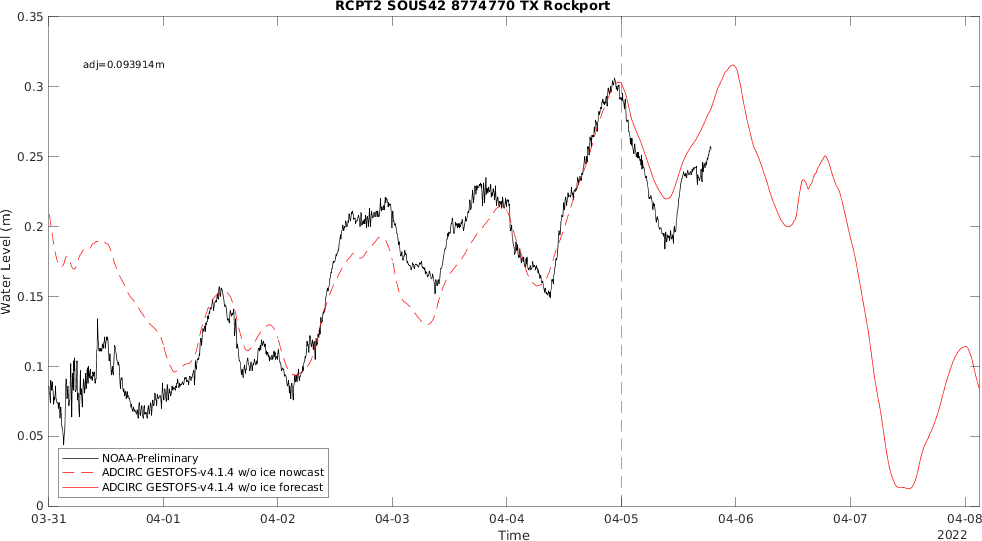 RCPT2 SOUS42 8774770 TX Rockport
adj=0.093914m
Water Level (m)
0.35
0.3
0.25
0.2
0.15
0.1
0.05
0
NOAA-Preliminary
ADCIRC GESTOFS-v4.1.4 w/o ice nowcast
ADCIRC GESTOFS-v4.1.4 w/o ice forecast
03-31 04-01 04-02 04-03 04-04 04-05 04-06 04-07 04-08
Time
2022